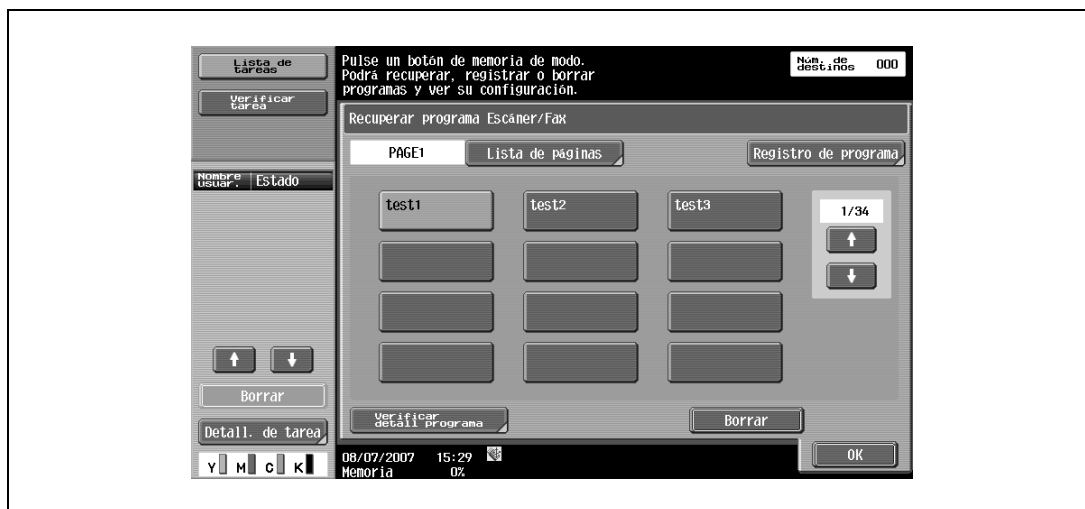 Lista de
tareas
Verificar
tarea
Nombre
usuar.
Estado
Borrar
Detall. de tarea
Y M C K
Pulse un botón de memoria de modo.
Podrá recuperar, registrar o borrar
programas y ver su configuración.
Núm. de
destinos
000
Recuperar programa Escáner/Fax
PAGE1
Lista de páginas
Registro de programa
test1
test2
test3
1/34
Verificar
detall programa
Borrar
08/07/2007 15:29
Memoria 0%
OK